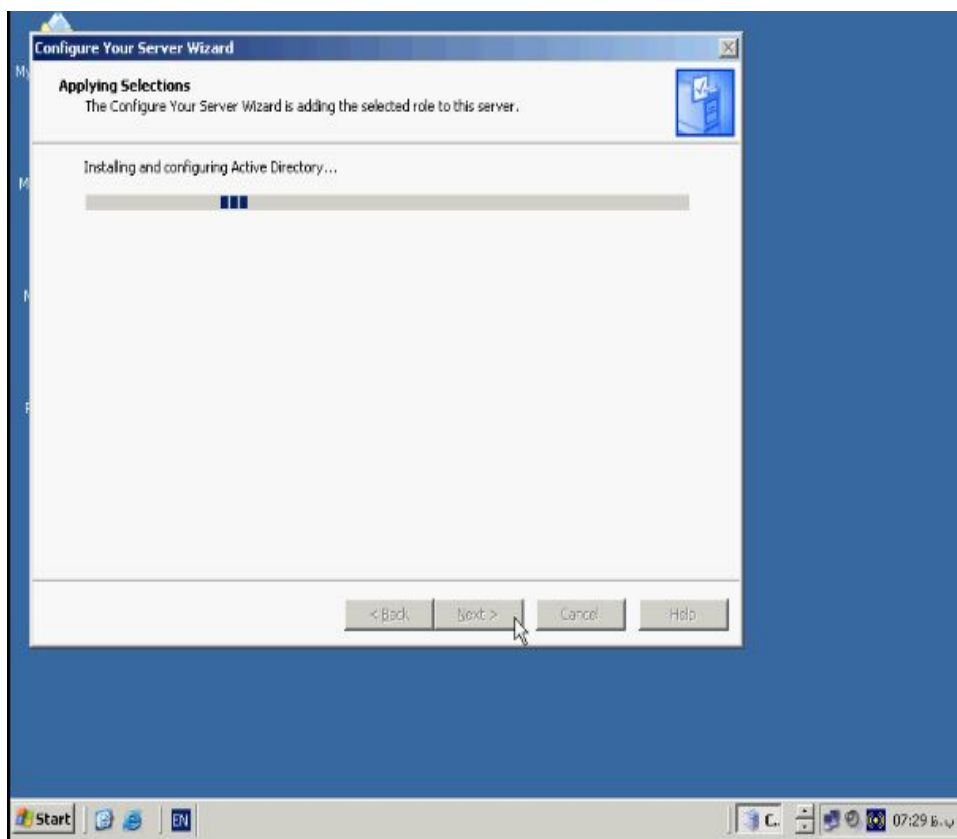 Configure Your Server Wizard
Applying Selections
The Configure Your Server Wizard is adding the selected role to this server.
Installing and configuring Active Directory...
< Back
Next >
Cancel
Help
Start
EN
C..
07:29